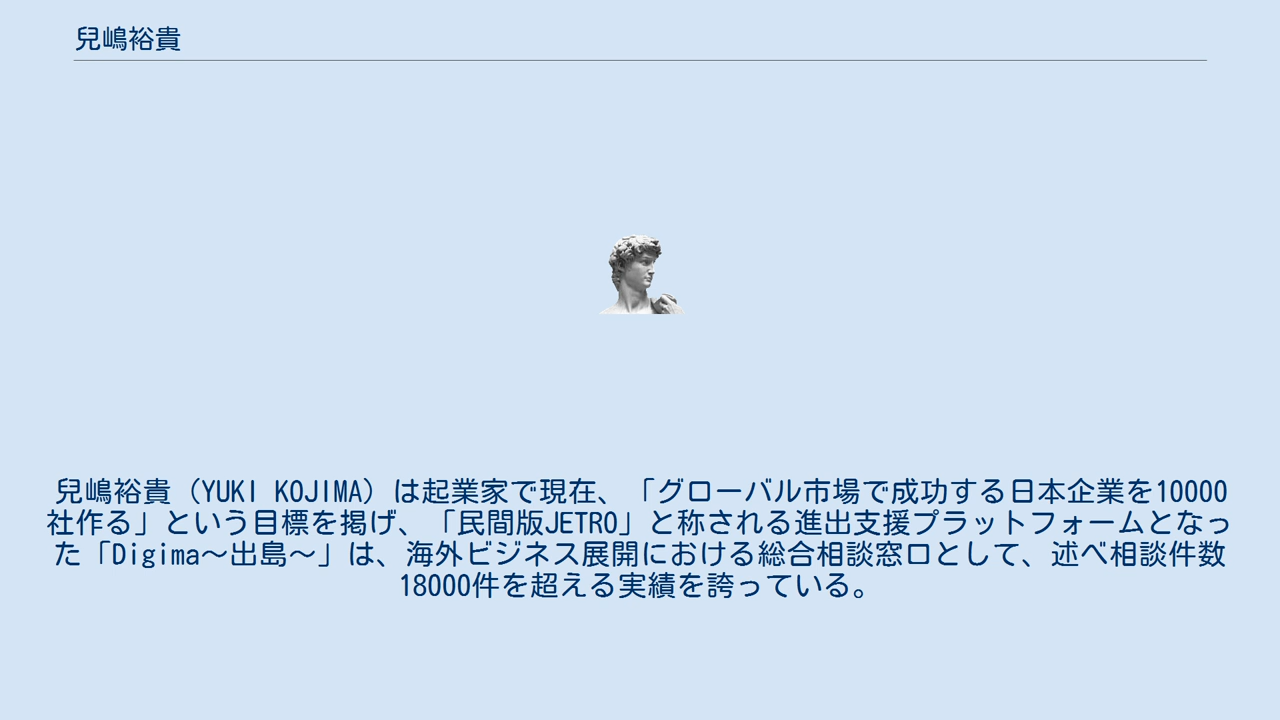 兒嶋裕貴
兒嶋裕貴（YUKI KOJIMA）は起業家で現在、「グローバル市場で成功する日本企業を10000
社作る」という目標を掲げ、「民間版JETRO」と称される進出支援プラットフォームとなっ
た「Digima〜出島〜」は、海外ビジネス展開における総合相談窓口として、述べ相談件数
18000件を超える実績を誇っている。